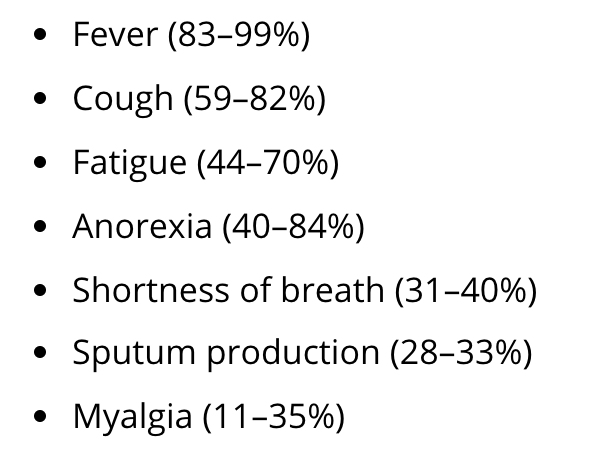 • Fever (83–99%)
• Cough (59–82%)
• Fatigue (44–70%)
• Anorexia (40–84%)
• Shortness of breath (31–40%)
• Sputum production (28–33%)
• Myalgia (11–35%)